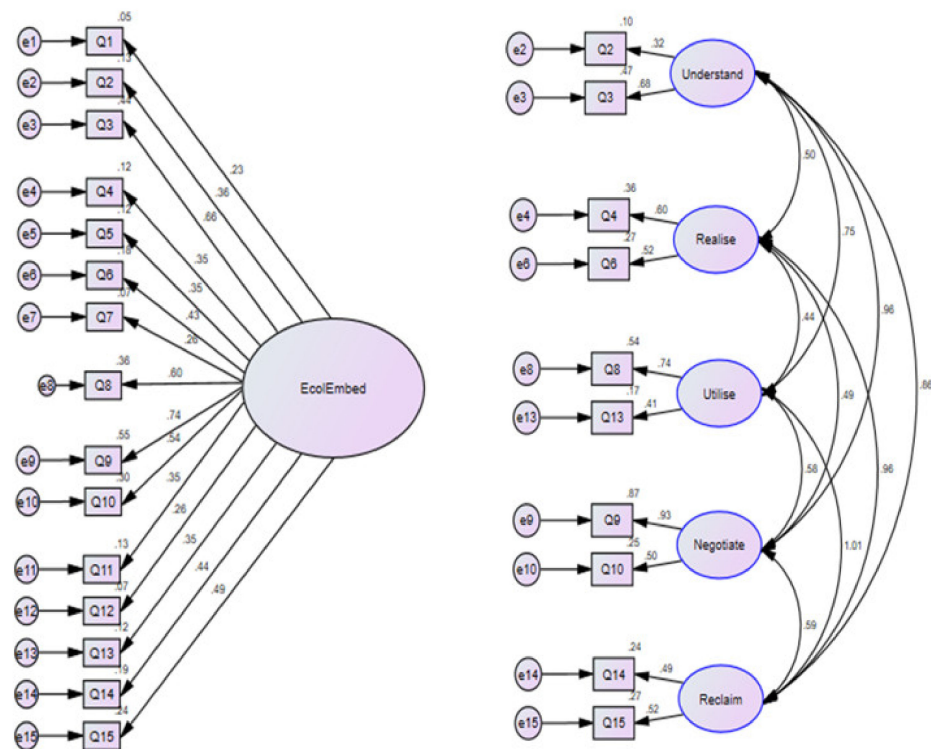 .05
e1 Q1
.13
e2 Q2
.44
e3 Q3
.12
e4 Q4
.12
e5 Q5
.18
e6 Q6
.07
e7 Q7
.36
e8 Q8
.55
e9 Q9
.30
e10 Q10
.13
e11 Q11
.07
e12 Q12
.12
e13 Q13
.19
e14 Q14
.24
e15 Q15
.23
.36
.66
.35
.35
.43
.26
.60
.74
.54
.35
.26
.35
.44
.49
EcolEmbed
.10
e2 Q2 .32
.47
e3 Q3 .68
Understand
.36
e4 Q4 .60
.27
e6 Q6 .52
Realise
.54
e8 Q8 .74
.17
e13 Q13 .41
Utilise
.87
e9 Q9 .93
.25
e10 Q10 .50
Negotiate
.24
e14 Q14 .49
.27
e15 Q15 .52
Reclaim
.50
.75
.96
.44
.49
.96
.58
1.01
.59